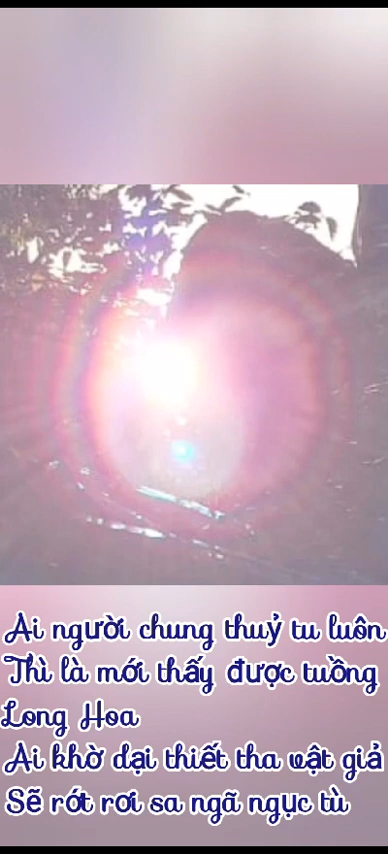 Ai người chung thuỷ tu luôn
Thì là mới thấy được tuồng
Long Hoa
Ai khờ dại thiết tha vật giả
Sẽ rớt rơi sa ngã ngục tù